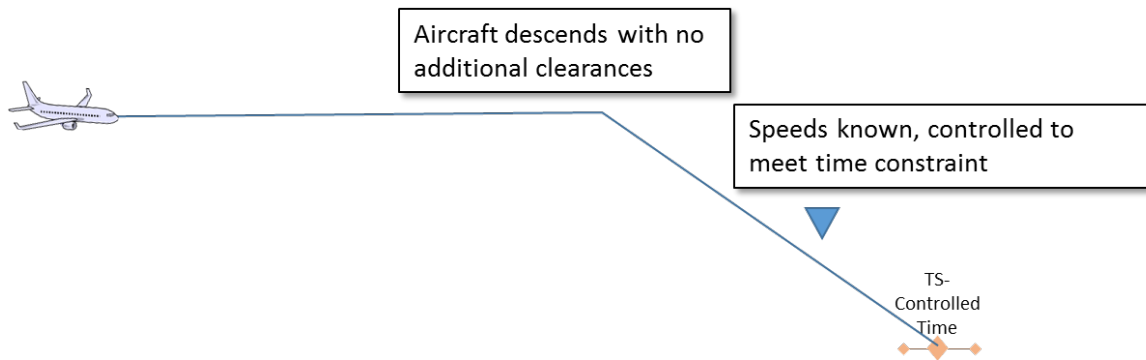 Aircraft descends with no
additional clearances
Speeds known, controlled to
meet time constraint
TS-
Controlled
Time